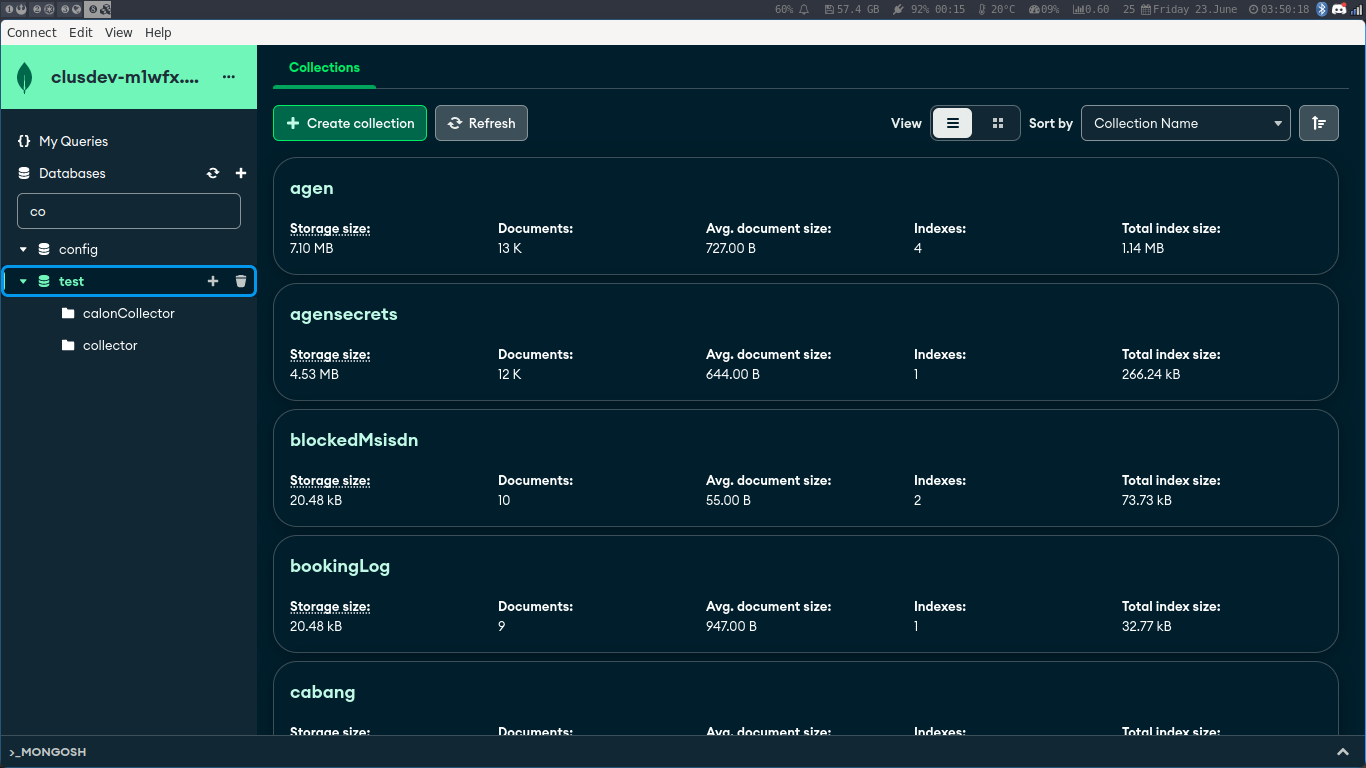 60% 57.4 GB 92% 00:15 20°C 09% 0.60 25 Friday 23.June 03:50:18
Connect Edit View Help
clusdev-m1wfx.... ...
{} My Queries
Databases
co
config
test
calonCollector
collector
Collections
+ Create collection
Refresh
View
Sort by
Collection Name
agen
Storage size: Documents: Avg. document size: Indexes: Total index size:
7.10 MB 13 K 727.00 B 4 1.14 MB
agensecrets
Storage size: Documents: Avg. document size: Indexes: Total index size:
4.53 MB 12 K 644.00 B 1 266.24 kB
blockedMsisdn
Storage size: Documents: Avg. document size: Indexes: Total index size:
20.48 kB 10 55.00 B 2 73.73 kB
bookingLog
Storage size: Documents: Avg. document size: Indexes: Total index size:
20.48 kB 9 947.00 B 1 32.77 kB
cabang
Storage size: Documents: Avg. document size: Indexes: Total index size:
>_MONGOSH